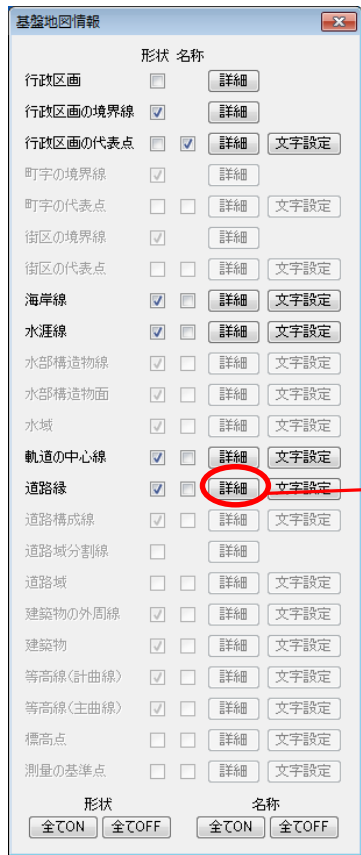 基盤地図情報
形状 名称
行政区画 詳細
行政区画の境界線 詳細
行政区画の代表点 詳細 文字設定
町字の境界線 詳細
町字の代表点 詳細 文字設定
街区の境界線 詳細
街区の代表点 詳細 文字設定
海岸線 詳細 文字設定
水涯線 詳細 文字設定
水部構造物線 詳細 文字設定
水部構造物面 詳細 文字設定
水域 詳細 文字設定
軌道の中心線 詳細 文字設定
道路縁 詳細 文字設定
道路構成線 詳細 文字設定
道路域分割線 詳細
道路域 詳細 文字設定
建築物の外周線 詳細 文字設定
建築物 詳細 文字設定
等高線(計曲線) 詳細 文字設定
等高線(主曲線) 詳細 文字設定
標高点 詳細 文字設定
測量の基準点 詳細 文字設定
形状 名称
全てON 全てOFF 全てON 全てOFF